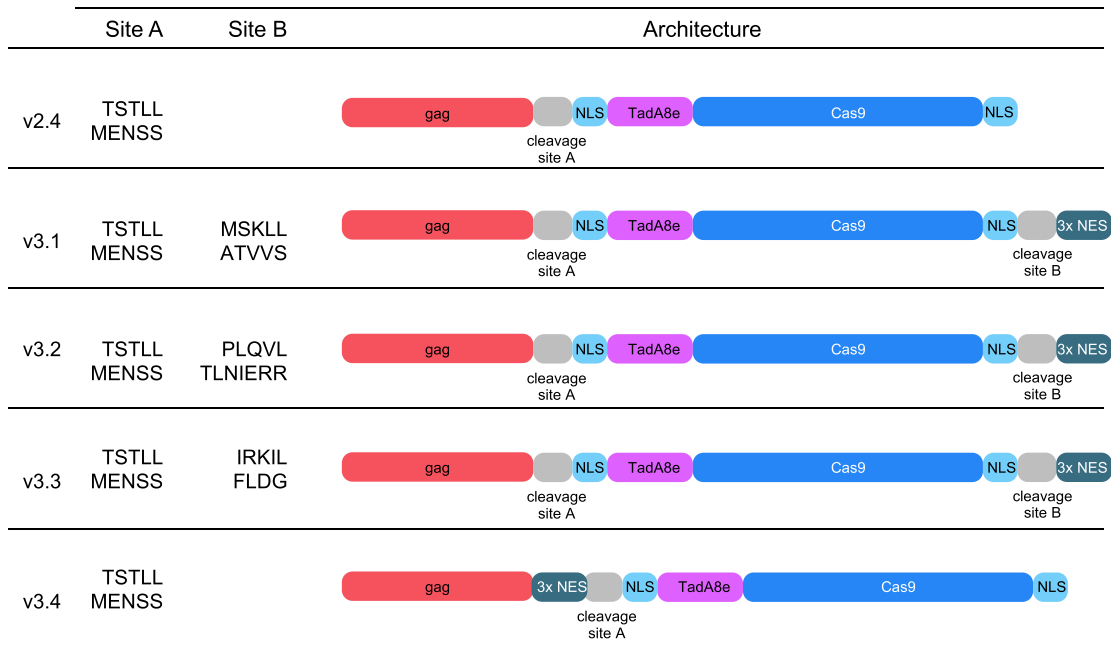 Site A Site B Architecture
v2.4 TSTLL MENSS gag NLS TadA8e Cas9 NLS
cleavage site A
v3.1 TSTLL MENSS MSKLL ATVVS gag NLS TadA8e Cas9 NLS 3x NES
cleavage site A cleavage site B
v3.2 TSTLL MENSS PLQVL TLNIERR gag NLS TadA8e Cas9 NLS 3x NES
cleavage site A cleavage site B
v3.3 TSTLL MENSS IRKIL FLDG gag NLS TadA8e Cas9 NLS 3x NES
cleavage site A cleavage site B
v3.4 TSTLL MENSS gag 3x NES NLS TadA8e Cas9 NLS
cleavage site A